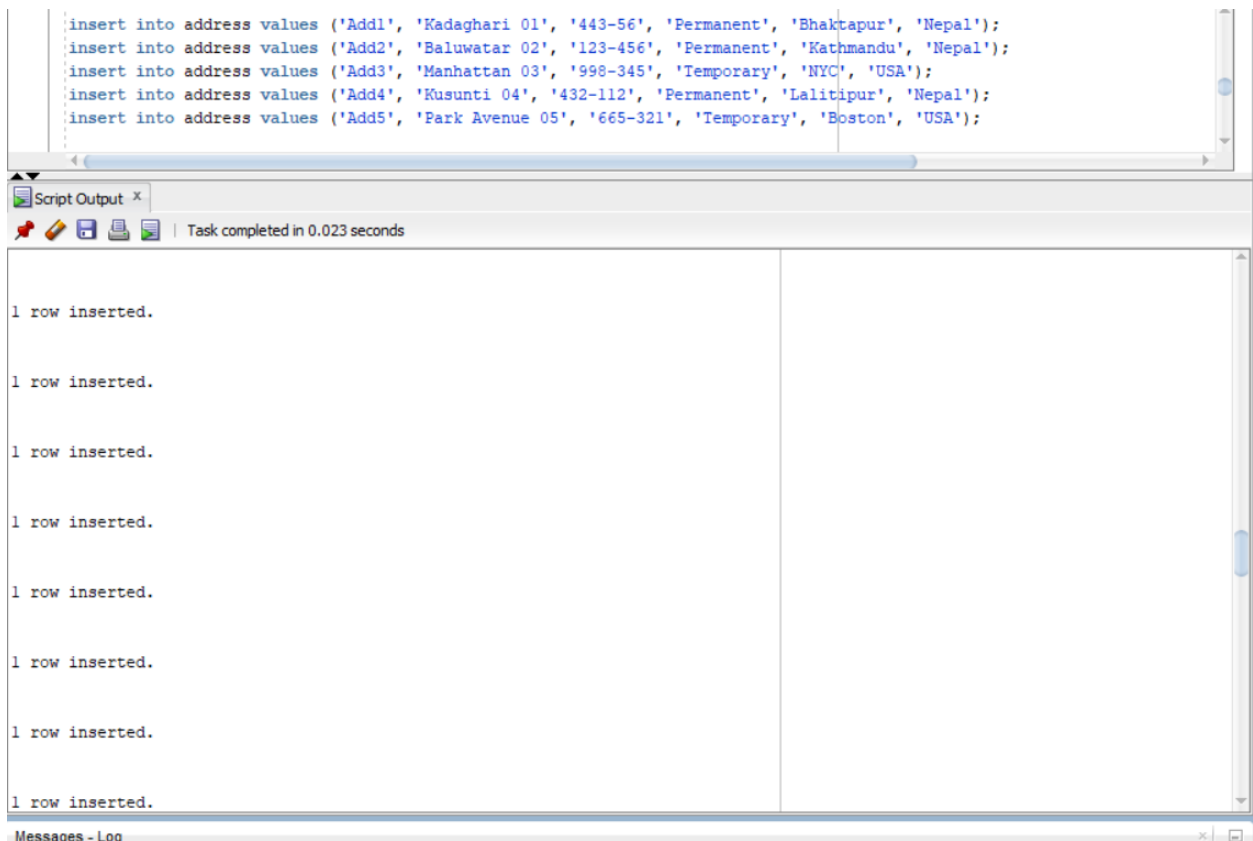 insert into address values ('Add1', 'Kadaghari 01', '443-56', 'Permanent', 'Bhaktapur', 'Nepal');
insert into address values ('Add2', 'Baluwatar 02', '123-456', 'Permanent', 'Kathmandu', 'Nepal');
insert into address values ('Add3', 'Manhattan 03', '998-345', 'Temporary', 'NYC', 'USA');
insert into address values ('Add4', 'Kusunti 04', '432-112', 'Permanent', 'Lalitipur', 'Nepal');
insert into address values ('Add5', 'Park Avenue 05', '665-321', 'Temporary', 'Boston', 'USA');
Script Output x
Task completed in 0.023 seconds
1 row inserted.
1 row inserted.
1 row inserted.
1 row inserted.
1 row inserted.
1 row inserted.
1 row inserted.
1 row inserted.
Messages - Log